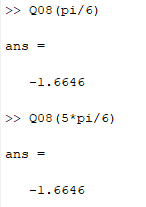 >> Q08(pi/6)
ans =
-1.6646
>> Q08(5*pi/6)
ans =
-1.6646